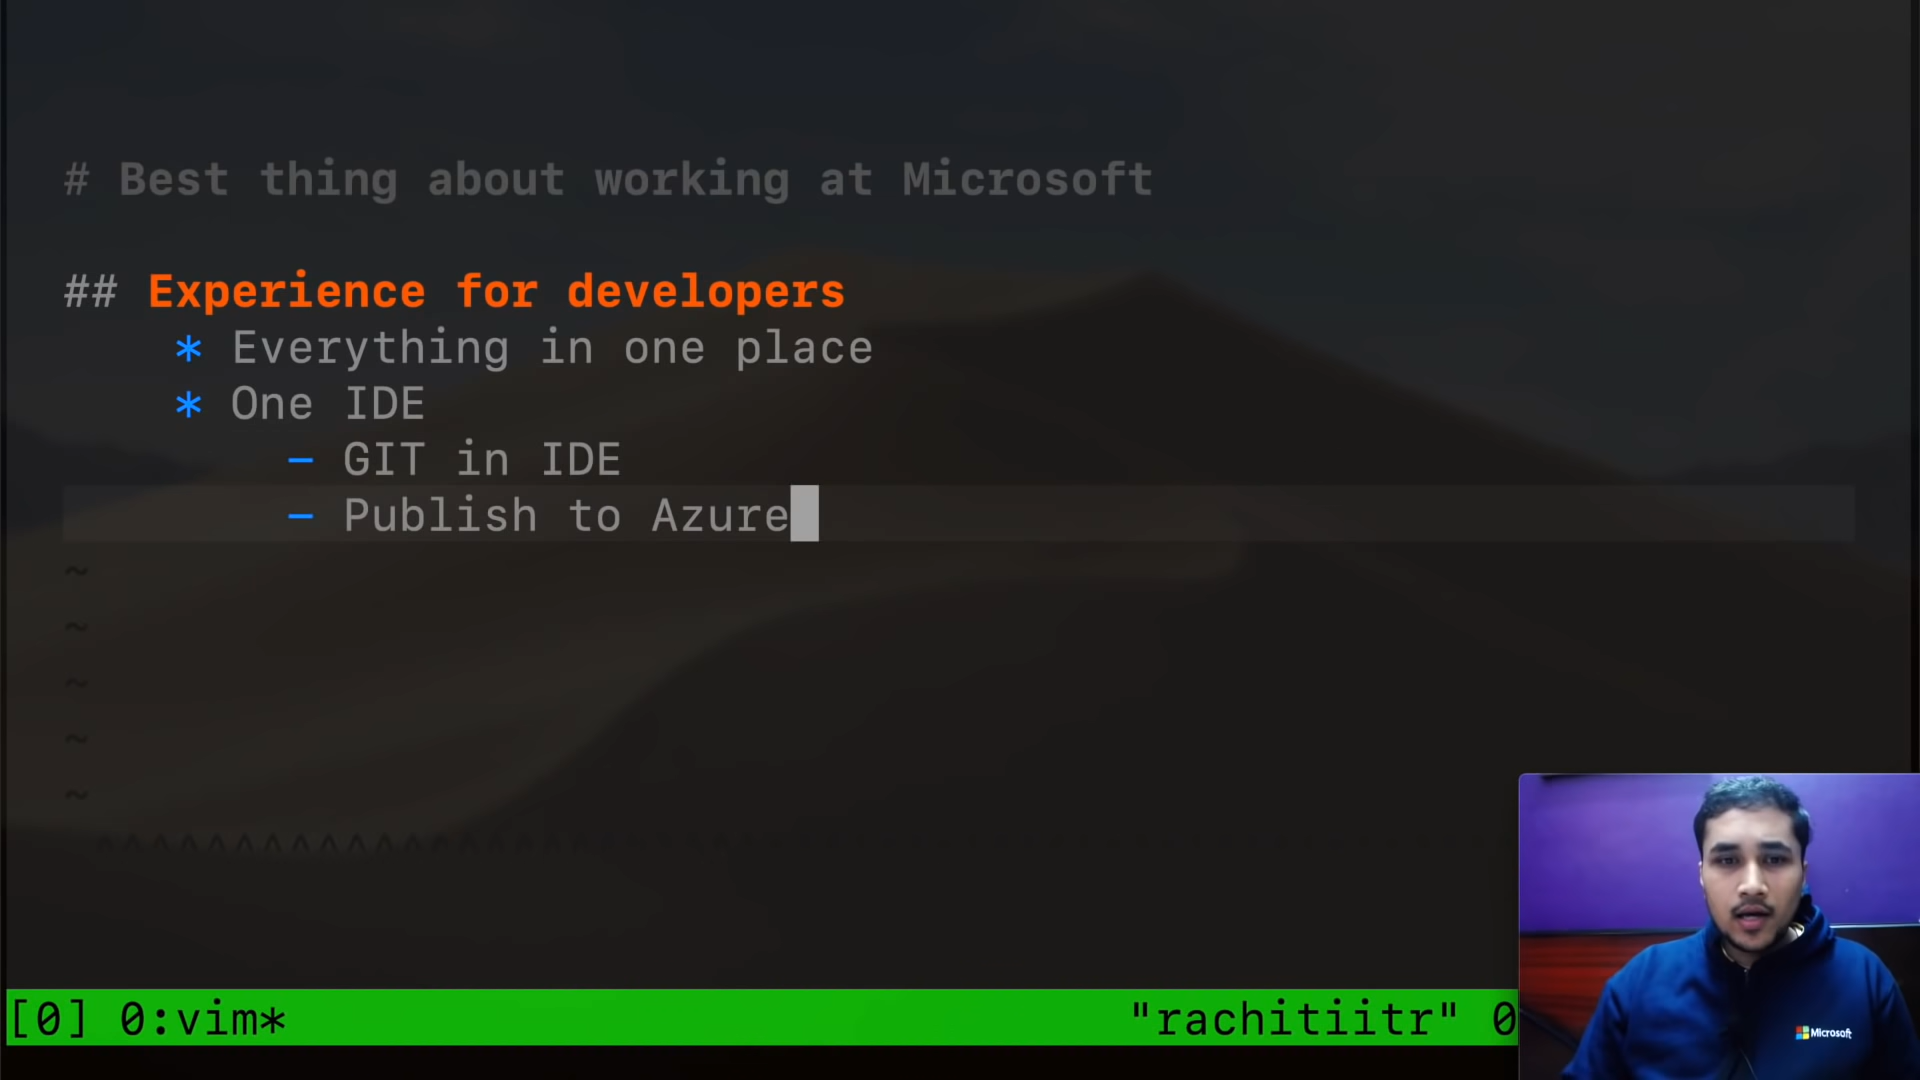 # Best thing about working at Microsoft
## Experience for developers
* Everything in one place
* One IDE
- GIT in IDE
- Publish to Azure
~
~
~
~
~
[0] 0:vim* "rachitiitr" 0
Microsoft